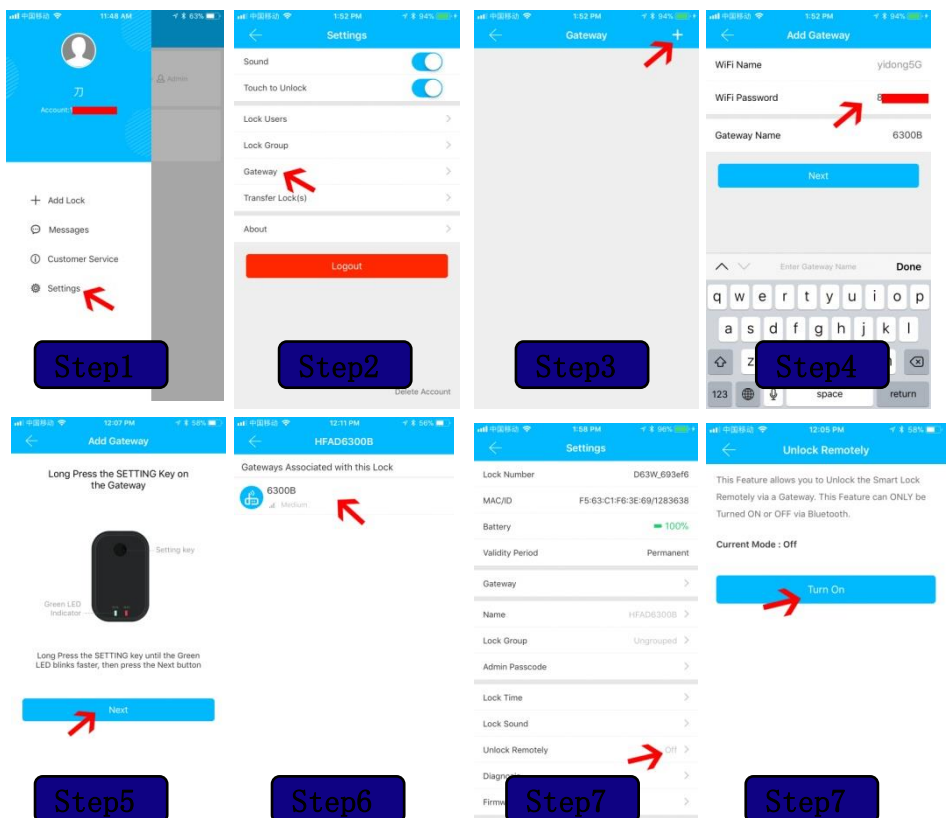 中国移动 11:48 AM 63%
Admin
刀
Account:
Add Lock
Messages
Customer Service
Settings
Step1
中国移动 1:52 PM 94%
Settings
Sound
Touch to Unlock
Lock Users
Lock Group
Gateway
Transfer Lock(s)
About
Logout
Step2
Delete Account
中国移动 1:52 PM 94%
Gateway
Step3
中国移动 1:52 PM 94%
Add Gateway
WiFi Name yidong5G
WiFi Password 8
Gateway Name 6300B
Next
Enter Gateway Name Done
q w e r t y u i o p
a s d f g h j k l
z
Step4
123 space return
中国移动 12:07 PM 58%
Add Gateway
Long Press the SETTING Key on
the Gateway
Setting key
Green LED
Indicator
Long Press the SETTING key until the Green
LED blinks faster, then press the Next button
Next
Step5
中国移动 12:11 PM 56%
HFAD6300B
Gateways Associated with this Lock
6300B
Medium
Step6
中国移动 1:58 PM 96%
Settings
Lock Number D63W_693ef6
MAC/ID F5:63:C1:F6:3E:69/1283638
Battery 100%
Validity Period Permanent
Gateway
Name HFAD6300B
Lock Group Ungrouped
Admin Passcode
Lock Time
Lock Sound
Unlock Remotely Off
Diagno
Firmw
Step7
中国移动 12:05 PM 58%
Unlock Remotely
This Feature allows you to Unlock the Smart Lock
Remotely via a Gateway. This Feature can ONLY be
Turned ON or OFF via Bluetooth.
Current Mode : Off
Turn On
Step7